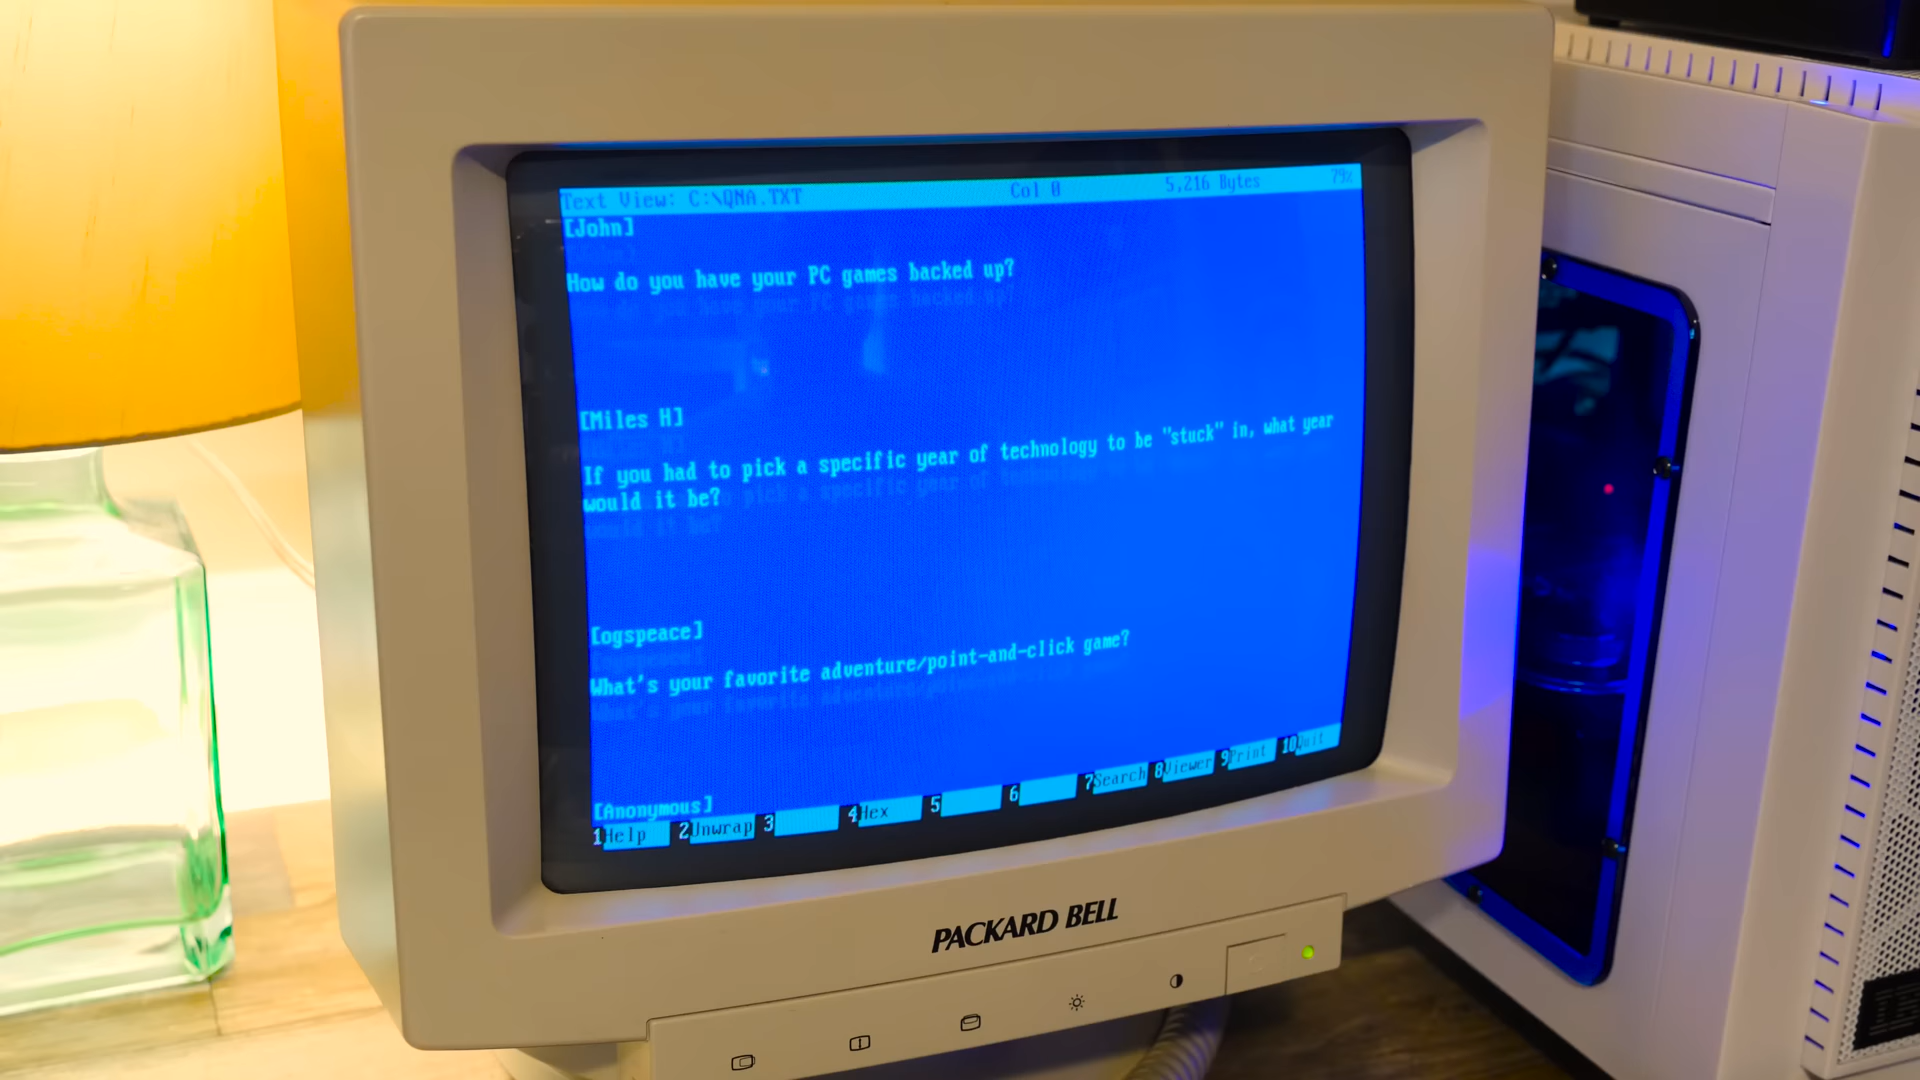 Text View: C:\QNA.TXT Col 0 5,216 Bytes 79%
[John]
How do you have your PC games backed up?
[Miles H]
If you had to pick a specific year of technology to be "stuck" in, what year
would it be?
[ogspeace]
What's your favorite adventure/point-and-click game?
[Anonymous]
1Help 2Unwrap 3 4Hex 5 6 7Search 8Viewer 9Print 10Quit
PACKARD BELL